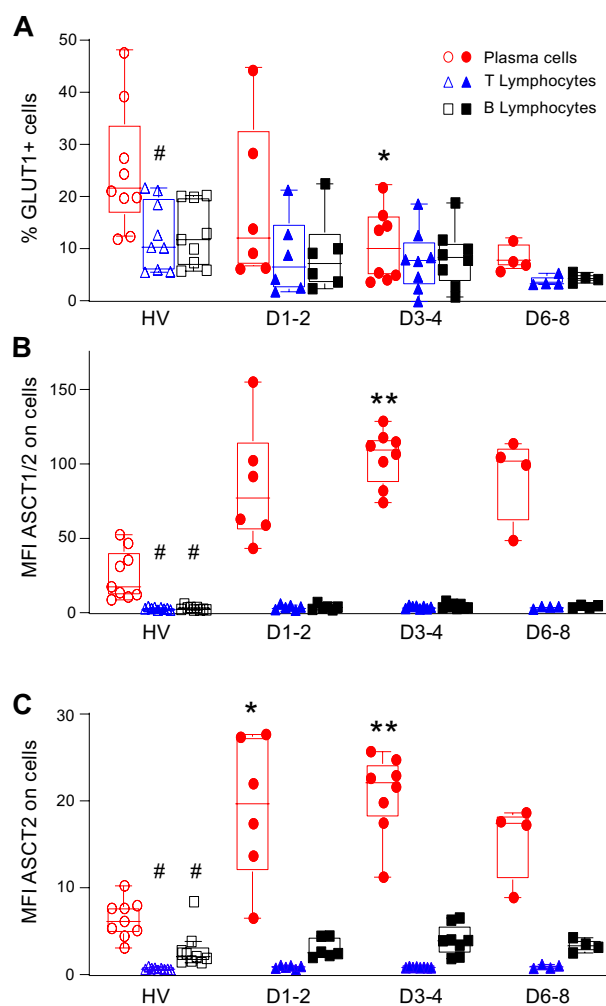 A
% GLUT1+ cells
50
40
30
20
10
0
Plasma cells
T Lymphocytes
B Lymphocytes
#
*
HV
D1-2
D3-4
D6-8
B
MFI ASCT1/2 on cells
150
100
50
0
**
# #
HV
D1-2
D3-4
D6-8
C
MFI ASCT2 on cells
30
20
10
0
* **
# #
HV
D1-2
D3-4
D6-8